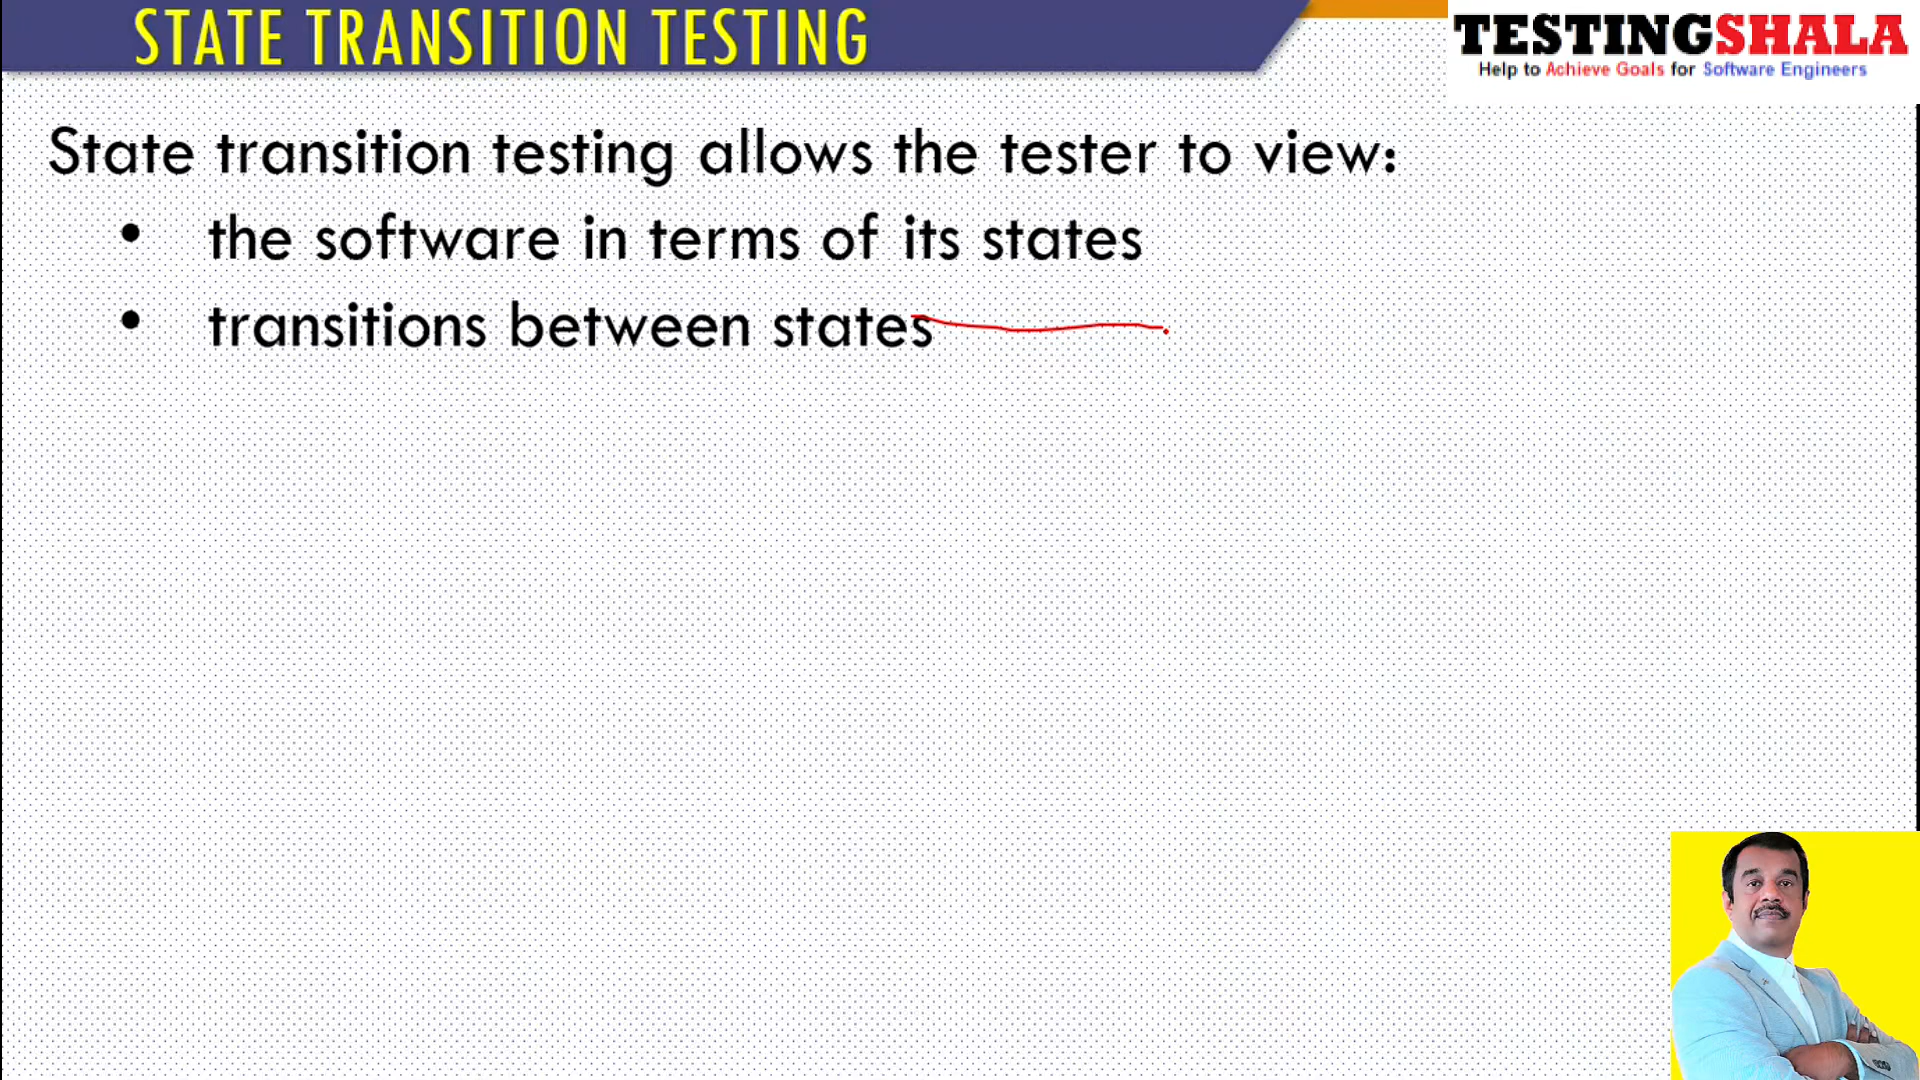 STATE TRANSITION TESTING
TESTINGSHALA
Help to Achieve Goals for Software Engineers
State transition testing allows the tester to view:
• the software in terms of its states
• transitions between states